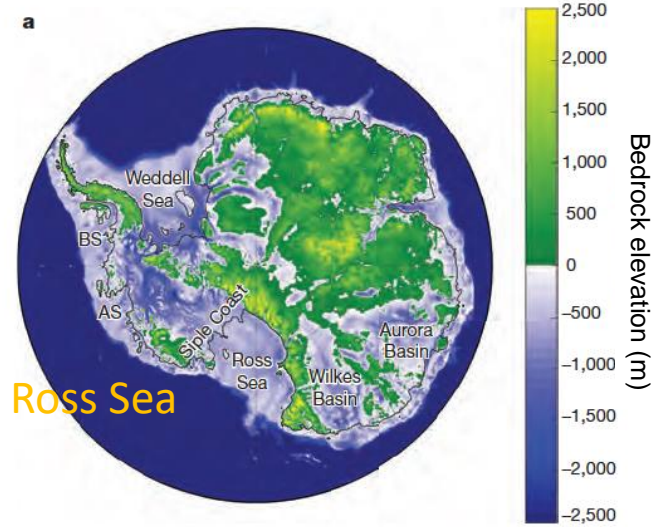 a
Weddell
Sea
BS
AS
Siple Coast
Ross
Sea
Wilkes
Basin
Aurora
Basin
Ross Sea
2,500
2,000
1,500
1,000
500
0
–500
–1,000
–1,500
–2,000
–2,500
Bedrock elevation (m)